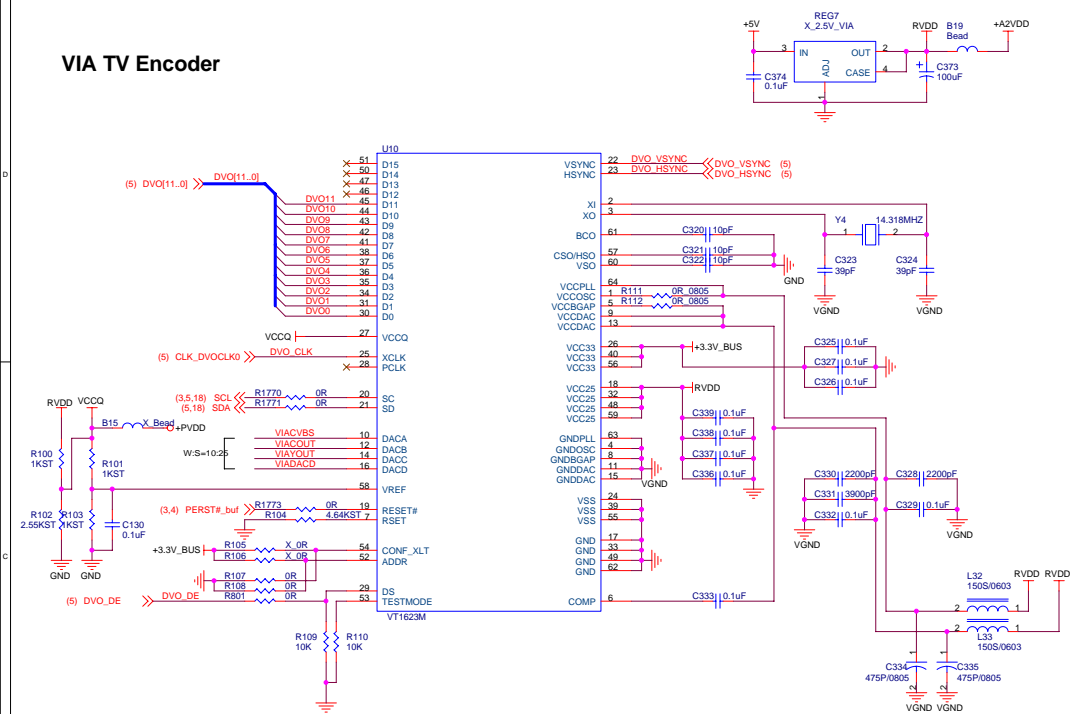 VIA TV Encoder
+5V
REG7
X_2.5V_VIA
RVDD
B19
Bead
+A2VDD
3
IN
OUT
2
ADJ
CASE
4
1
C374
0.1uF
+
C373
100uF
D
C
U10
VT1623M
(5) DVO[11..0]
DVO[11..0]
51 D15
50 D14
47 D13
46 D12
DVO11 45 D11
DVO10 44 D10
DVO9 43 D9
DVO8 42 D8
DVO7 41 D7
DVO6 38 D6
DVO5 37 D5
DVO4 36 D4
DVO3 35 D3
DVO2 34 D2
DVO1 31 D1
DVO0 30 D0
VCCQ 27 VCCQ
(5) CLK_DVOCLK0 DVO_CLK 25 XCLK
28 PCLK
(3,5,18) SCL R1770 0R 20 SC
(5,18) SDA R1771 0R 21 SD
RVDD
VCCQ
B15
X_Bead
+PVDD
W:S=10:25
VIACVBS 10 DACA
VIACOUT 12 DACB
VIAYOUT 14 DACC
VIADACD 16 DACD
R100
1KST
R101
1KST
58 VREF
R102
2.55KST
R103
1KST
C130
0.1uF
GND
GND
(3,4) PERST#_buf R1773 0R 19 RESET#
R104 4.64KST 7 RSET
+3.3V_BUS R105 X_0R 54 CONF_XLT
R106 X_0R 52 ADDR
R107 0R
R108 0R
(5) DVO_DE DVO_DE R801 0R 29 DS
53 TESTMODE
R109
10K
R110
10K
VSYNC 22 DVO_VSYNC DVO_VSYNC (5)
HSYNC 23 DVO_HSYNC DVO_HSYNC (5)
XI 2
XO 3
Y4
14.318MHZ
1
2
C323
39pF
C324
39pF
VGND
VGND
BCO 61 C320 10pF
CSO/HSO 57 C321 10pF
VSO 60 C322 10pF
GND
VCCPLL 64
VCCOSC 1 R111 0R_0805
VCCBGAP 5 R112 0R_0805
VCCDAC 9
VCCDAC 13
VCC33 26 +3.3V_BUS
VCC33 40
VCC33 56
C325 0.1uF
C327 0.1uF
C326 0.1uF
VCC25 18 RVDD
VCC25 32
VCC25 48
VCC25 59
C339 0.1uF
C338 0.1uF
C337 0.1uF
C336 0.1uF
GNDPLL 63
GNDOSC 4
GNDBGAP 8
GNDDAC 11
GNDDAC 15
VGND
VSS 24
VSS 39
VSS 55
GND 17
GND 33
GND 49
GND 62
COMP 6 C333 0.1uF
C330 2200pF
C331 3900pF
C332 0.1uF
VGND
C328 2200pF
C329 0.1uF
VGND
L32
150S/0603
RVDD RVDD
2 1
2 1
L33
150S/0603
1
1
C334
475P/0805
C335
475P/0805
2
2
VGND VGND